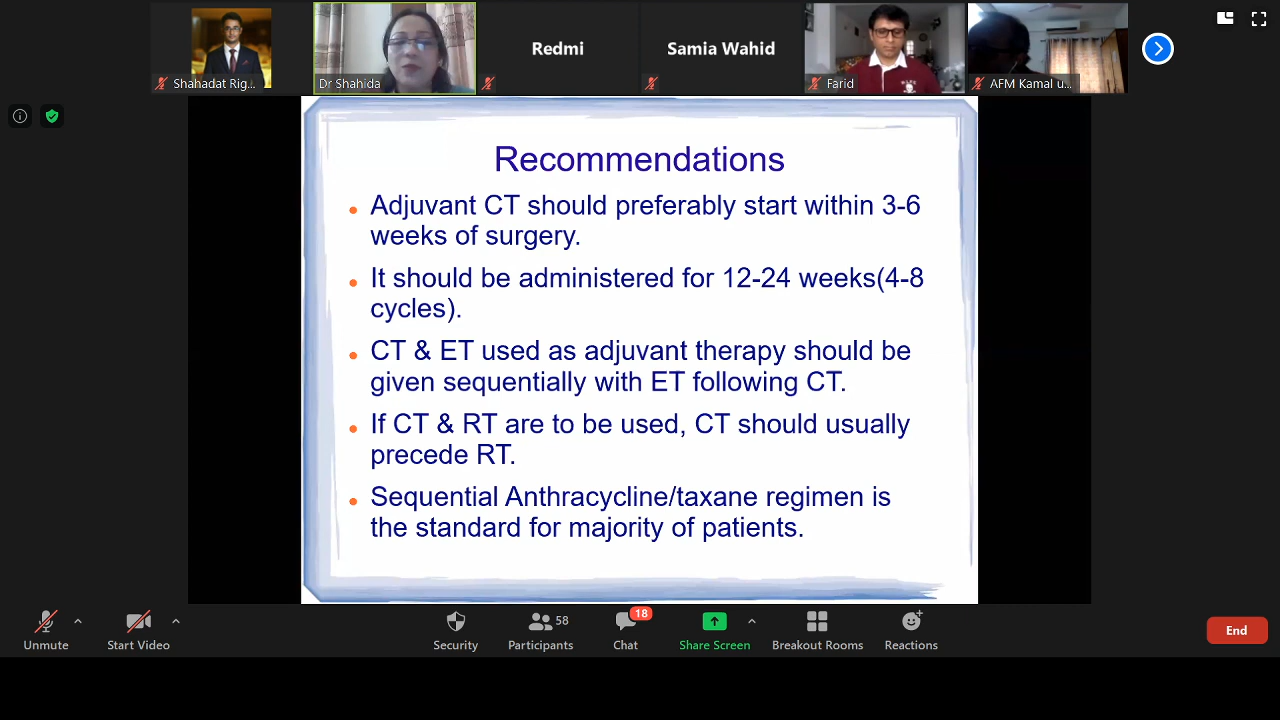 Redmi
Samia Wahid
Shahadat Rig...
Dr Shahida
Farid
AFM Kamal u...
Recommendations
Adjuvant CT should preferably start within 3-6
weeks of surgery.
It should be administered for 12-24 weeks(4-8
cycles).
CT & ET used as adjuvant therapy should be
given sequentially with ET following CT.
If CT & RT are to be used, CT should usually
precede RT.
Sequential Anthracycline/taxane regimen is
the standard for majority of patients.
58
18
End
Unmute
Start Video
Security
Participants
Chat
Share Screen
Breakout Rooms
Reactions